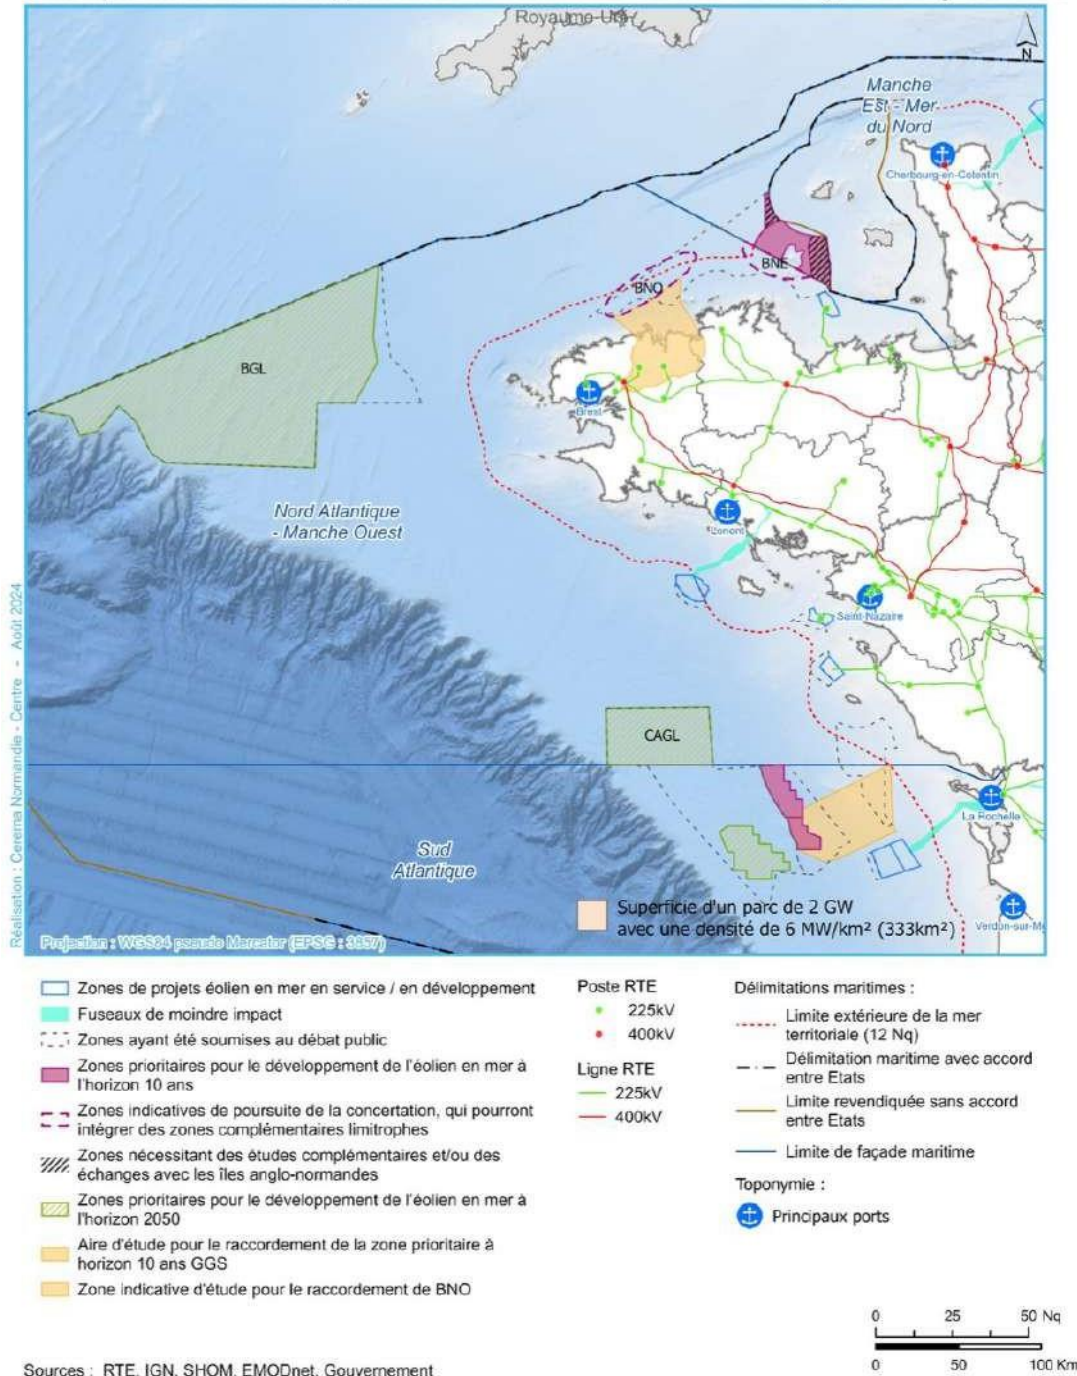 Royaume-Uni
N
Manche
Est - Mer
du Nord
Cherbourg-en-Cotentin
BNE
BNO
BGL
Brest
Nord Atlantique
- Manche Ouest
Lorient
Saint-Nazaire
CAGL
La Rochelle
Sud
Atlantique
Superficie d'un parc de 2 GW
avec une densité de 6 MW/km² (333km²)
Verdon-sur-Me
Projection : WGS84 pseudo Mercator (EPSG : 3857)
Réalisation : Cerema Normandie - Centre - Août 2024
Zones de projets éolien en mer en service / en développement
Fuseaux de moindre impact
Zones ayant été soumises au débat public
Zones prioritaires pour le développement de l'éolien en mer à
l'horizon 10 ans
Zones indicatives de poursuite de la concertation, qui pourront
intégrer des zones complémentaires limitrophes
Zones nécessitant des études complémentaires et/ou des
échanges avec les îles anglo-normandes
Zones prioritaires pour le développement de l'éolien en mer à
l'horizon 2050
Aire d'étude pour le raccordement de la zone prioritaire à
horizon 10 ans GGS
Zone indicative d'étude pour le raccordement de BNO
Poste RTE
225kV
400kV
Ligne RTE
225kV
400kV
Délimitations maritimes :
Limite extérieure de la mer
territoriale (12 Nq)
Délimitation maritime avec accord
entre Etats
Limite revendiquée sans accord
entre Etats
Limite de façade maritime
Toponymie :
Principaux ports
0 25 50 Nq
0 50 100 Km
Sources : RTE, IGN, SHOM, EMODnet, Gouvernement